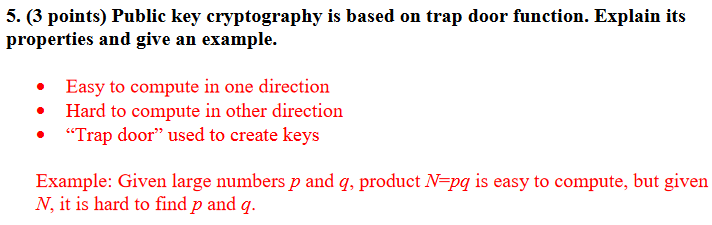 5. (3 points) Public key cryptography is based on trap door function. Explain its
properties and give an example.
• Easy to compute in one direction
• Hard to compute in other direction
• “Trap door” used to create keys
Example: Given large numbers p and q, product N=pq is easy to compute, but given
N, it is hard to find p and q.